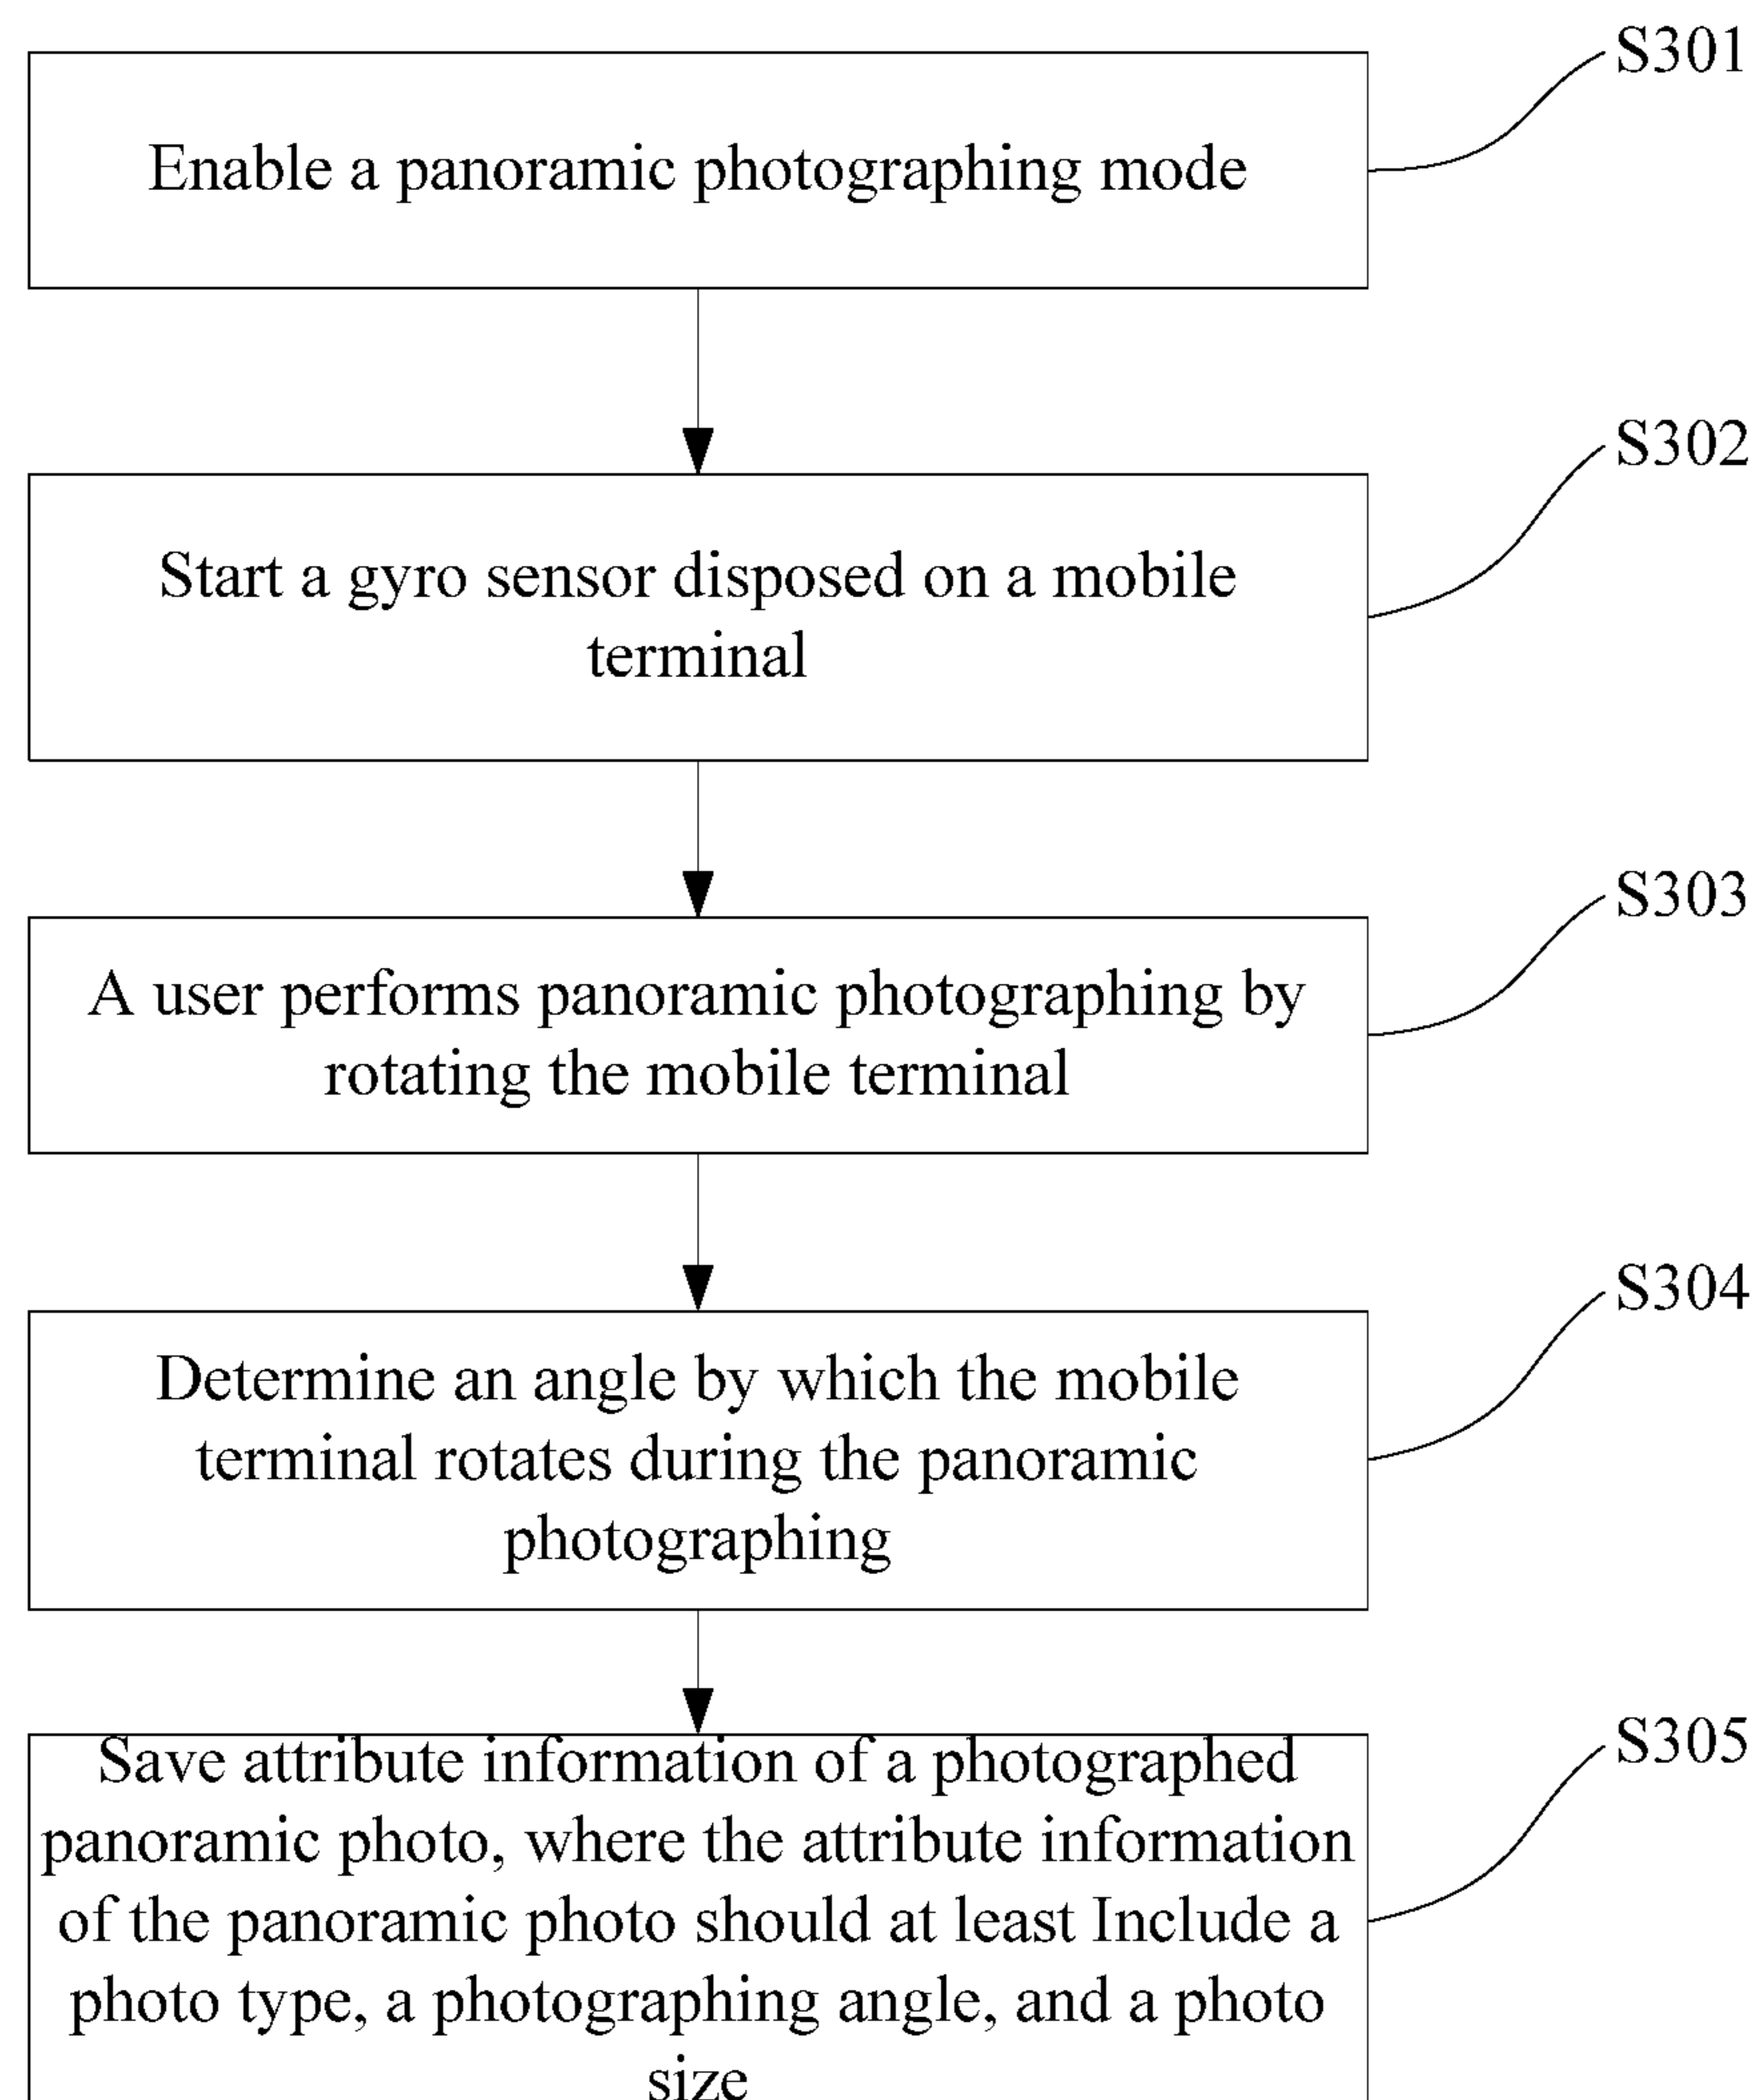 S301
Enable a panoramic photographing mode
S302
Start a gyro sensor disposed on a mobile
terminal
S303
A user performs panoramic photographing by
rotating the mobile terminal
S304
Determine an angle by which the mobile
terminal rotates during the panoramic
photographing
S305
Save attribute information of a photographed
panoramic photo, where the attribute information
of the panoramic photo should at least Include a
photo type, a photographing angle, and a photo
size